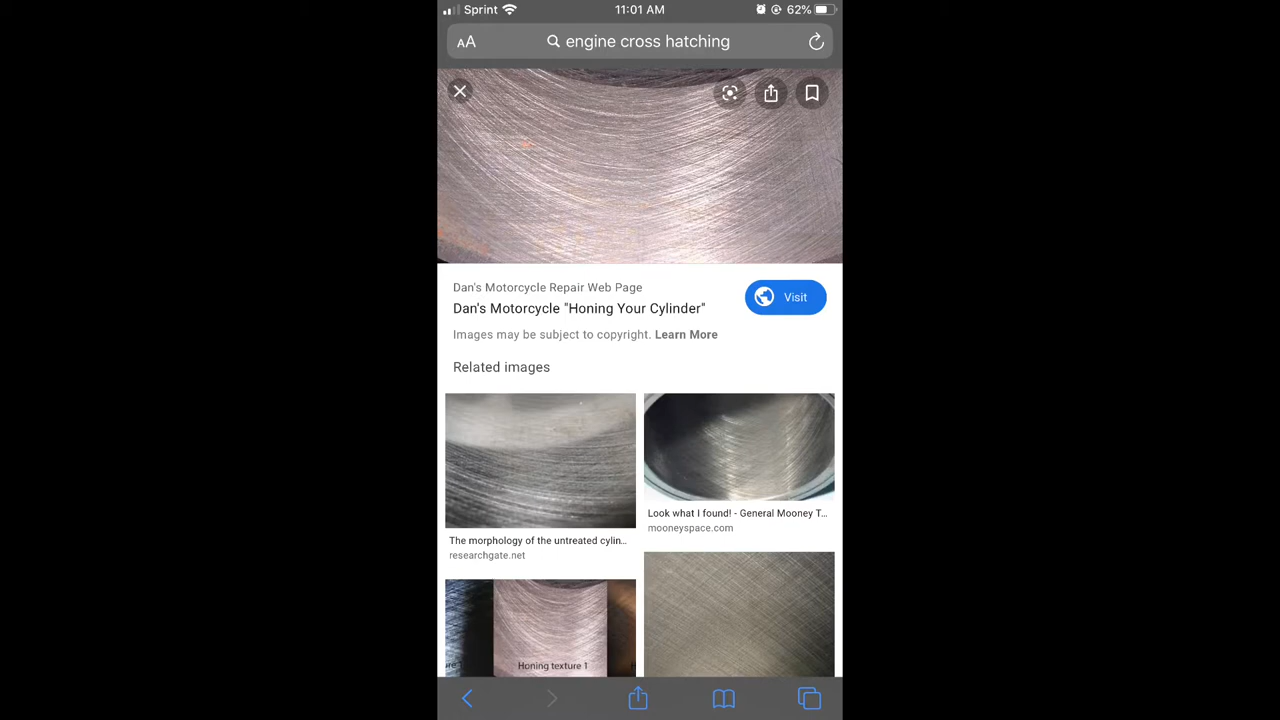 Sprint 11:01 AM 62%
AA engine cross hatching
Dan's Motorcycle Repair Web Page
Dan's Motorcycle "Honing Your Cylinder"
Visit
Images may be subject to copyright. Learn More
Related images
The morphology of the untreated cylin...
researchgate.net
Look what I found! - General Mooney T...
mooneyspace.com
Honing texture 1